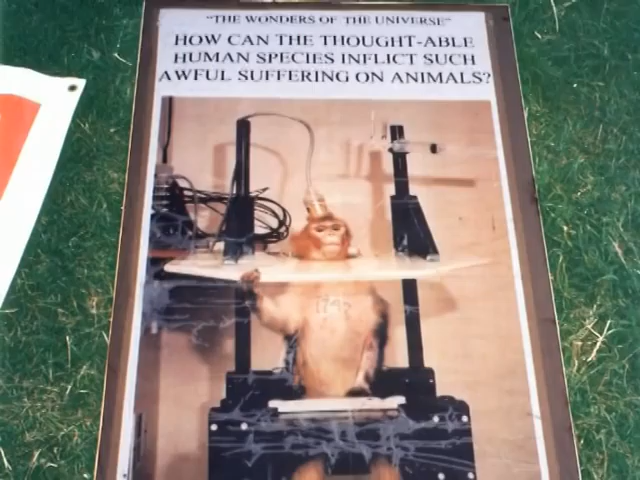 "THE WONDERS OF THE UNIVERSE"
HOW CAN THE THOUGHT-ABLE
HUMAN SPECIES INFLICT SUCH
AWFUL SUFFERING ON ANIMALS?